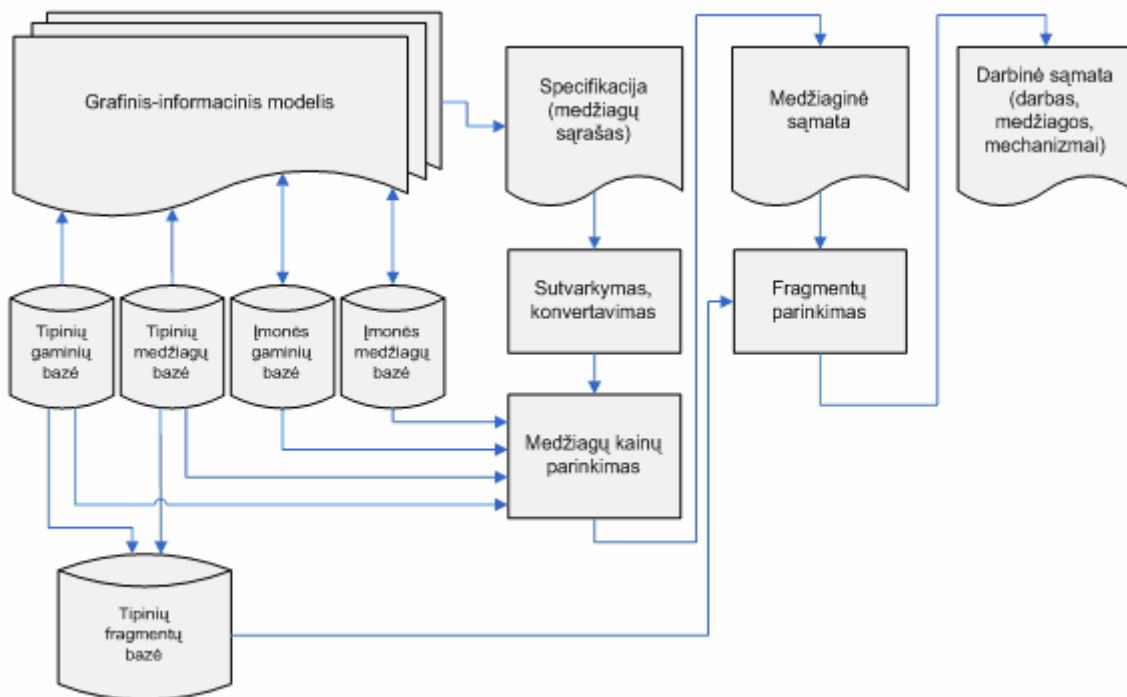 Grafinis-informacinis modelis
Specifikacija
(medžiagų
sąrašas)
Medžiaginė
sąmata
Darbinė sąmata
(darbas,
medžiagos,
mechanizmai)
Tipinių
gaminių
bazė
Tipinių
medžiagų
bazė
Įmonės
gaminių
bazė
Įmonės
medžiagų
bazė
Sutvarkymas,
konvertavimas
Fragmentų
parinkimas
Medžiagų kainų
parinkimas
Tipinių
fragmentų
bazė